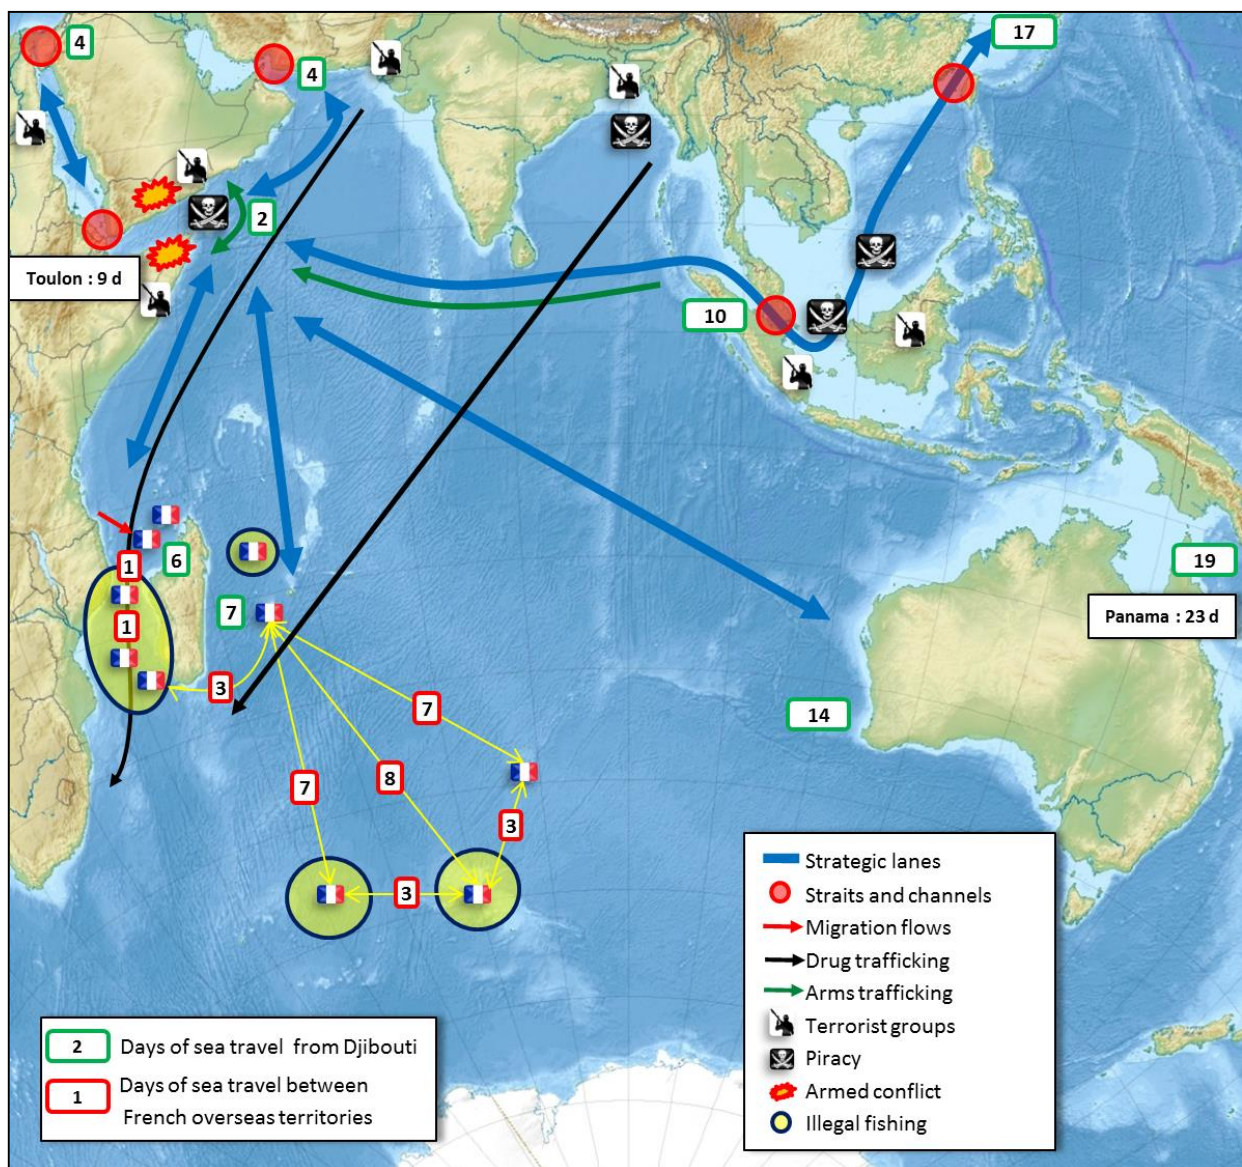 17
4
4
2
Toulon : 9 d
10
1
6
19
7
Panama : 23 d
1
3
7
14
7
8
3
3
Strategic lanes
Straits and channels
Migration flows
Drug trafficking
Arms trafficking
Terrorist groups
Piracy
Armed conflict
Illegal fishing
2 Days of sea travel from Djibouti
1 Days of sea travel between
French overseas territories